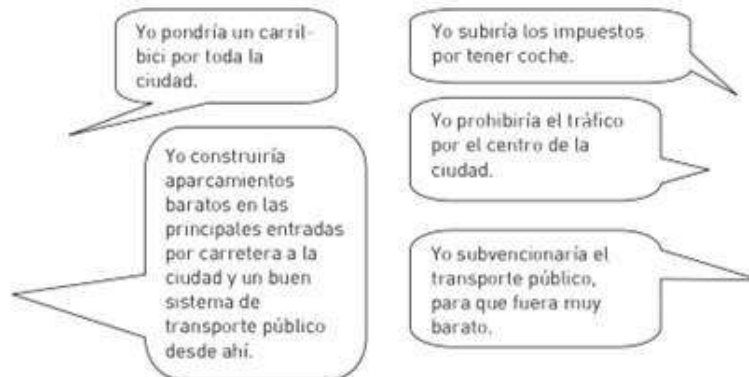 Yo pondría un carril-
bici por toda la
ciudad.
Yo construiría
aparcamientos
baratos en las
principales entradas
por carretera a la
ciudad y un buen
sistema de
transporte público
desde ahí.
Yo subiría los impuestos
por tener coche.
Yo prohibiría el tráfico
por el centro de la
ciudad.
Yo subvencionaría el
transporte público,
para que fuera muy
barato.